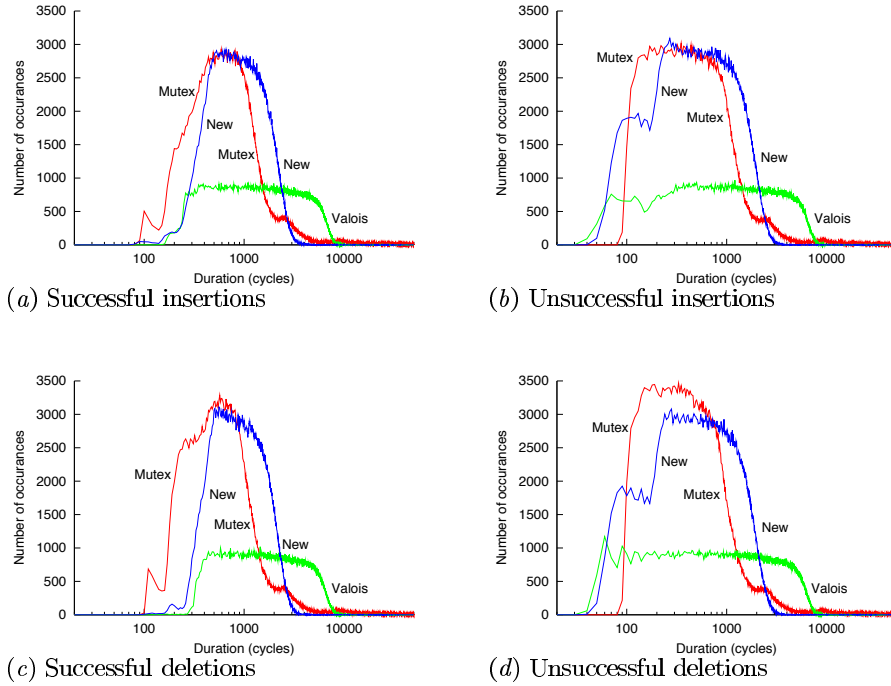 3500
3000
2500
2000
1500
1000
500
0
Number of occurances
Mutex
New
Mutex
New
Valois
100
1000
10000
Duration (cycles)
(a) Successful insertions
3500
3000
2500
2000
1500
1000
500
0
Number of occurances
Mutex
New
Mutex
New
Valois
100
1000
10000
Duration (cycles)
(b) Unsuccessful insertions
3500
3000
2500
2000
1500
1000
500
0
Number of occurances
Mutex
New
Mutex
New
Valois
100
1000
10000
Duration (cycles)
(c) Successful deletions
3500
3000
2500
2000
1500
1000
500
0
Number of occurances
Mutex
New
Mutex
New
Valois
100
1000
10000
Duration (cycles)
(d) Unsuccessful deletions